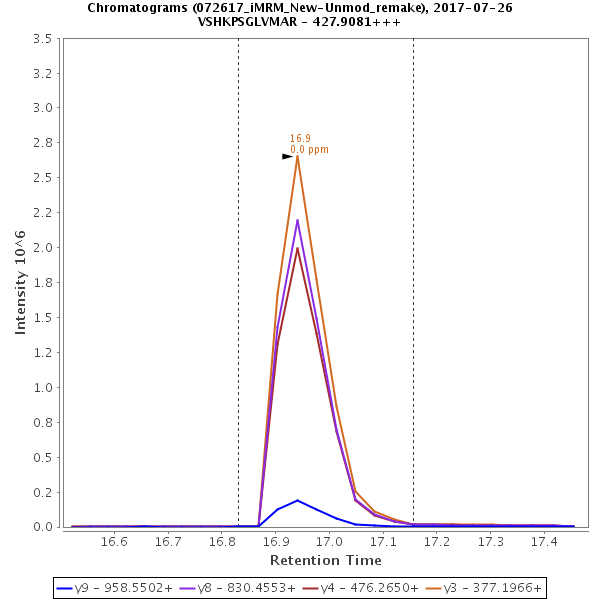 Chromatograms (072617_iMRM_New-Unmod_remake), 2017-07-26
VSHKPSGLVMAR - 427.9081+++
3.5
3.2
3.0
2.8
2.5
2.2
2.0
1.8
1.5
1.2
1.0
0.8
0.5
0.2
0.0
Intensity 10^6
16.9
0.0 ppm
16.6 16.7 16.8 16.9 17.0 17.1 17.2 17.3 17.4
Retention Time
y9 - 958.5502+ y8 - 830.4553+ y4 - 476.2650+ y3 - 377.1966+